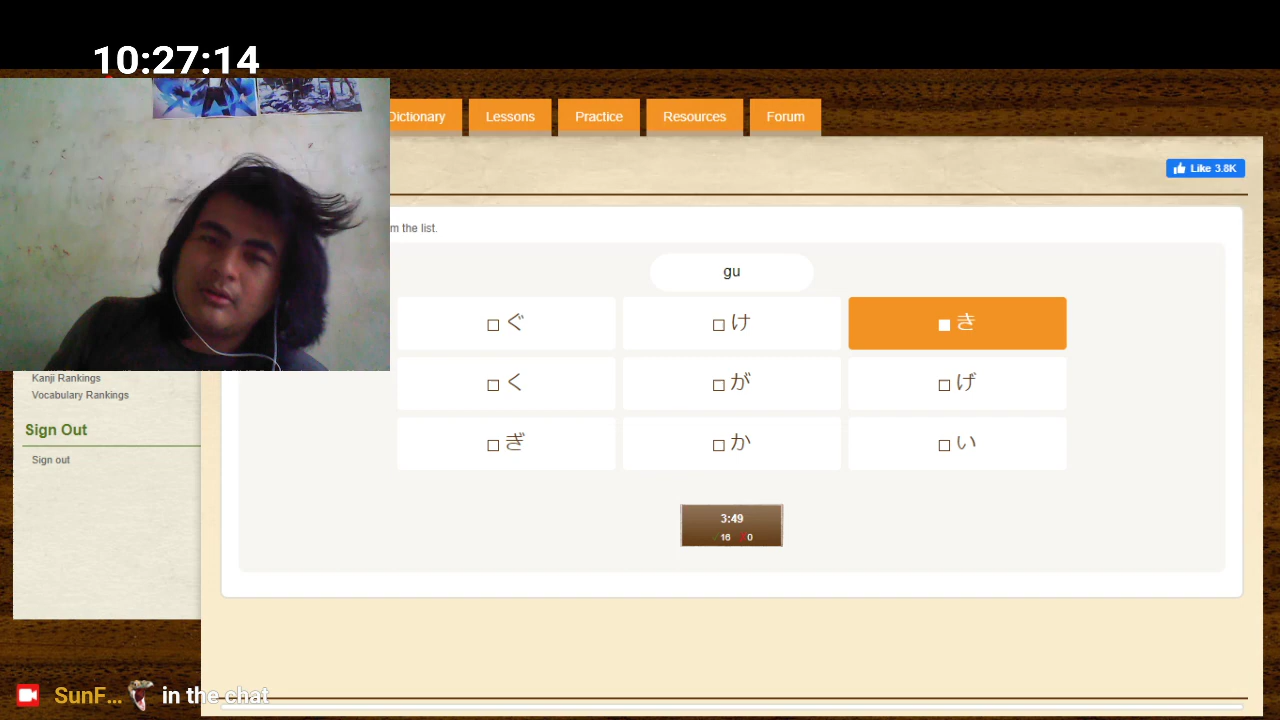 10:27:14
Dictionary
Lessons
Practice
Resources
Forum
Like 3.8K
m the list.
gu
ぐ
け
き
く
が
げ
ぎ
か
い
3:49
16 0
Kanji Rankings
Vocabulary Rankings
Sign Out
Sign out
SunF... in the chat